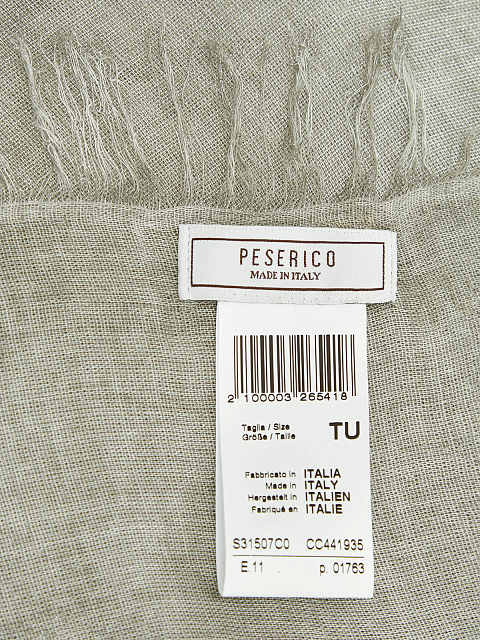 PESERICO
MADE IN ITALY
2 100003 265418
Taglia / Size
Größe / Taille
TU
Fabbricato in ITALIA
Made in ITALY
Hergestellt in ITALIEN
Fabriqué en ITALIE
S31507C0 CC441935
E.11 p. 01763